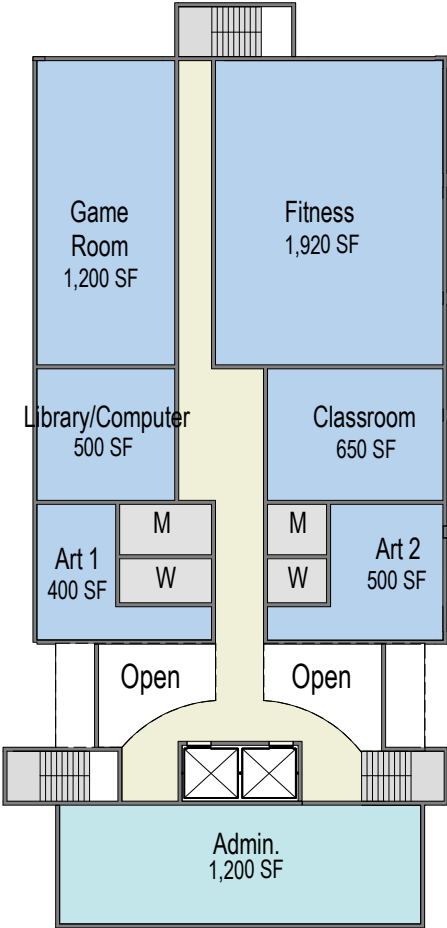 Game
Room
1,200 SF
Fitness
1,920 SF
Library/Computer
500 SF
Classroom
650 SF
M
M
Art 1
400 SF
W
W
Art 2
500 SF
Open
Open
Admin.
1,200 SF